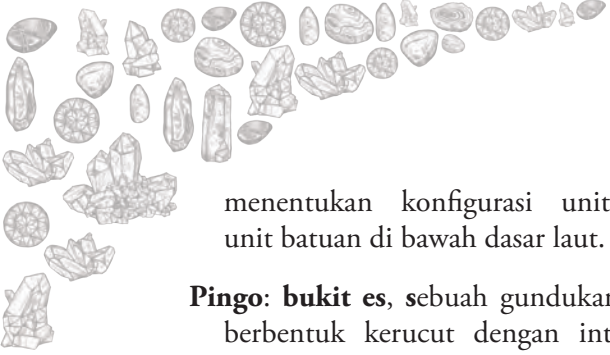 menentukan konfigurasi unit
unit batuan di bawah dasar laut.
Pingo: bukit es, sebuah gundukan
berbentuk kerucut dengan int